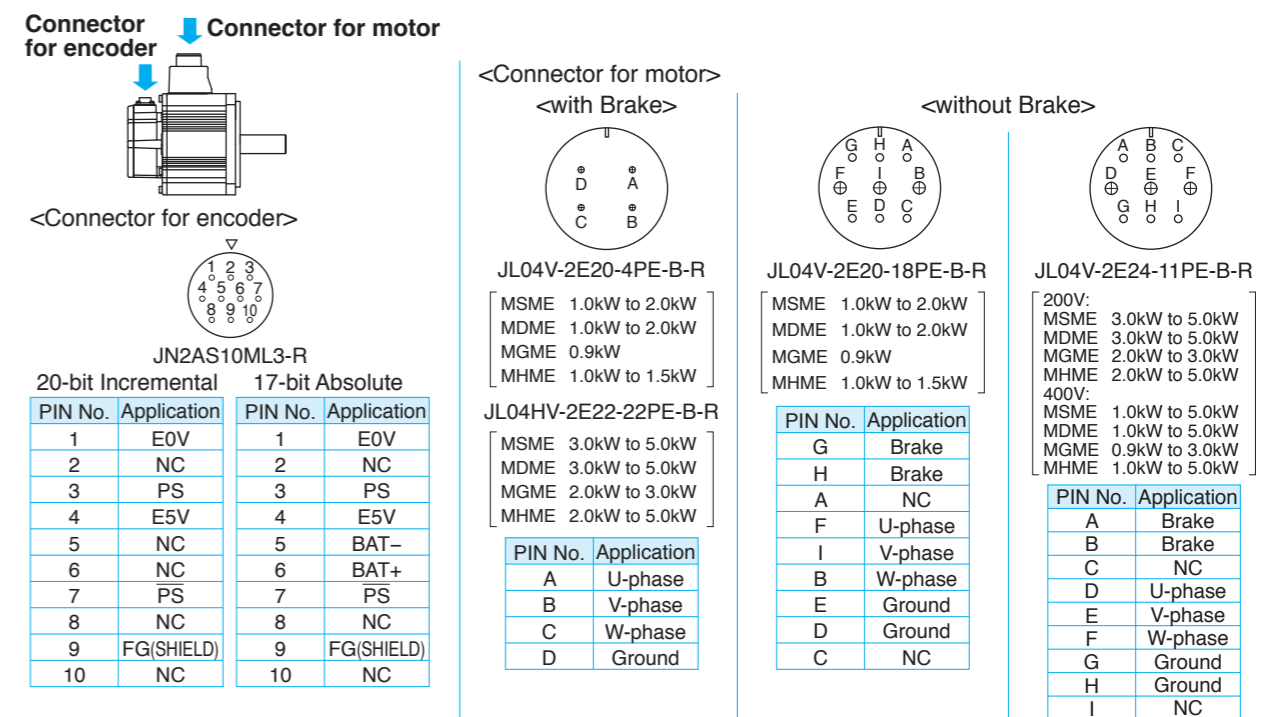 Connector for encoder
Connector for motor
<Connector for encoder>
1 2 3
4 5 6 7
8 9 10
JN2AS10ML3-R
20-bit Incremental
PIN No. Application
1 E0V
2 NC
3 PS
4 E5V
5 NC
6 NC
7 P̅S̅
8 NC
9 FG(SHIELD)
10 NC
17-bit Absolute
PIN No. Application
1 E0V
2 NC
3 PS
4 E5V
5 BAT−
6 BAT+
7 P̅S̅
8 NC
9 FG(SHIELD)
10 NC
<Connector for motor>
<with Brake>
D A
C B
JL04V-2E20-4PE-B-R
MSME 1.0kW to 2.0kW
MDME 1.0kW to 2.0kW
MGME 0.9kW
MHME 1.0kW to 1.5kW
JL04HV-2E22-22PE-B-R
MSME 3.0kW to 5.0kW
MDME 3.0kW to 5.0kW
MGME 2.0kW to 3.0kW
MHME 2.0kW to 5.0kW
PIN No. Application
A U-phase
B V-phase
C W-phase
D Ground
<without Brake>
G H A
F I B
E D C
JL04V-2E20-18PE-B-R
MSME 1.0kW to 2.0kW
MDME 1.0kW to 2.0kW
MGME 0.9kW
MHME 1.0kW to 1.5kW
PIN No. Application
G Brake
H Brake
A NC
F U-phase
I V-phase
B W-phase
E Ground
D Ground
C NC
A B C
D E F
G H I
JL04V-2E24-11PE-B-R
200V:
MSME 3.0kW to 5.0kW
MDME 3.0kW to 5.0kW
MGME 2.0kW to 3.0kW
MHME 2.0kW to 5.0kW
400V:
MSME 1.0kW to 5.0kW
MDME 1.0kW to 5.0kW
MGME 0.9kW to 3.0kW
MHME 1.0kW to 5.0kW
PIN No. Application
A Brake
B Brake
C NC
D U-phase
E V-phase
F W-phase
G Ground
H Ground
I NC